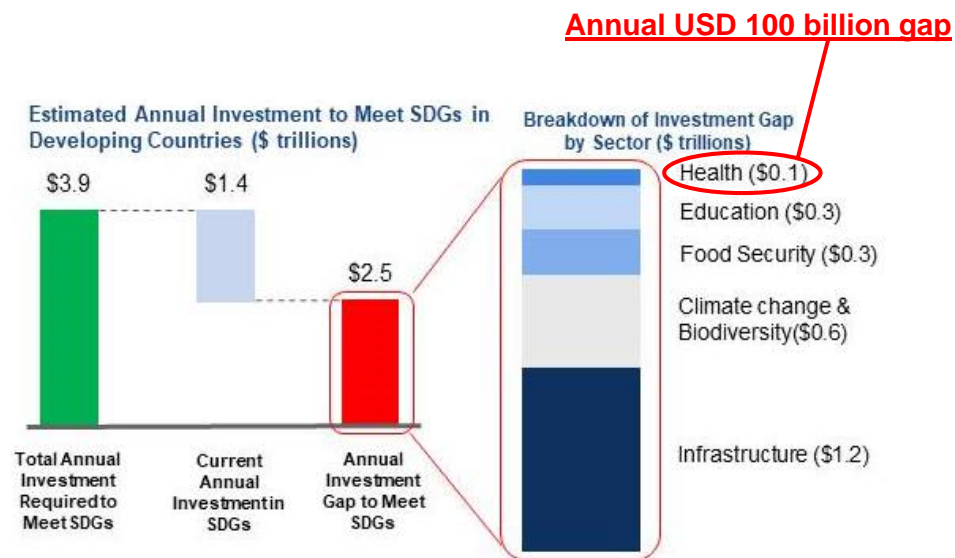 Annual USD 100 billion gap
Estimated Annual Investment to Meet SDGs in
Developing Countries ($ trillions)
$3.9
$1.4
$2.5
Total Annual
Investment
Required to
Meet SDGs
Current
Annual
Investment in
SDGs
Annual
Investment
Gap to Meet
SDGs
Breakdown of Investment Gap
by Sector ($ trillions)
Health ($0.1)
Education ($0.3)
Food Security ($0.3)
Climate change &
Biodiversity($0.6)
Infrastructure ($1.2)